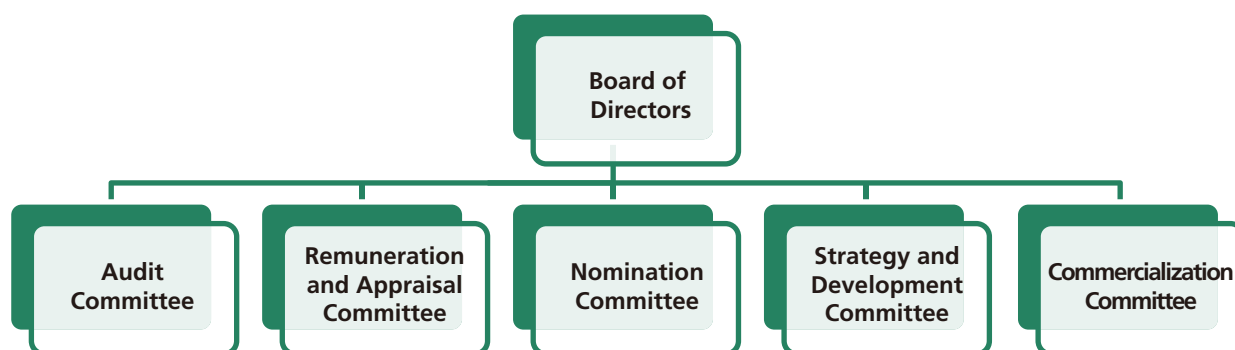 Board of
Directors
Audit
Committee
Remuneration
and Appraisal
Committee
Nomination
Committee
Strategy and
Development
Committee
Commercialization
Committee